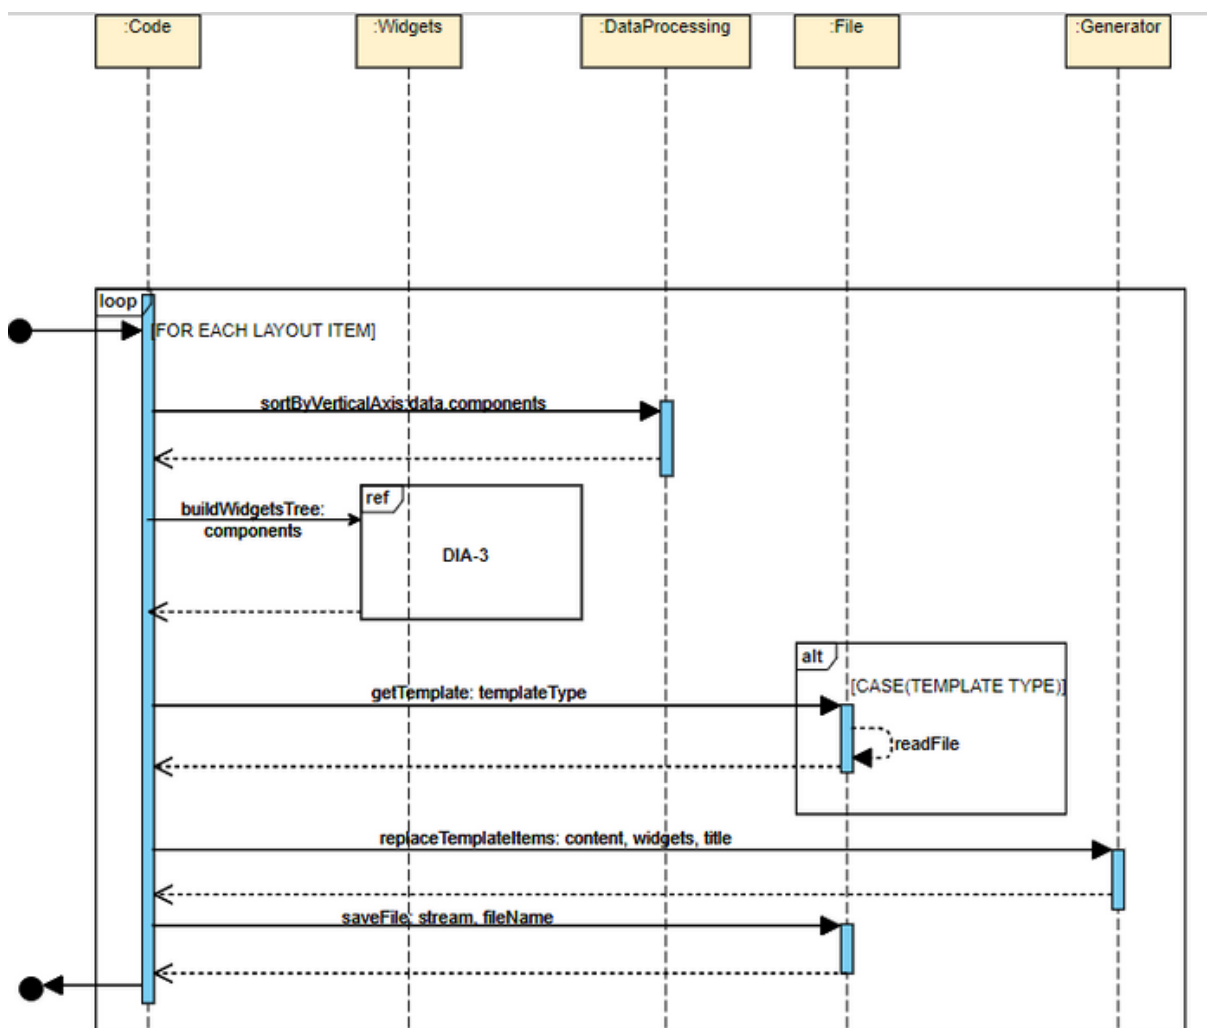 :Code
:Widgets
:DataProcessing
:File
:Generator
loop
[FOR EACH LAYOUT ITEM]
sortByVerticalAxis:data.components
ref
buildWidgetsTree:
components
DIA-3
alt
[CASE(TEMPLATE TYPE)]
getTemplate: templateType
readFile
replaceTemplateItems: content, widgets, title
saveFile: stream, fileName